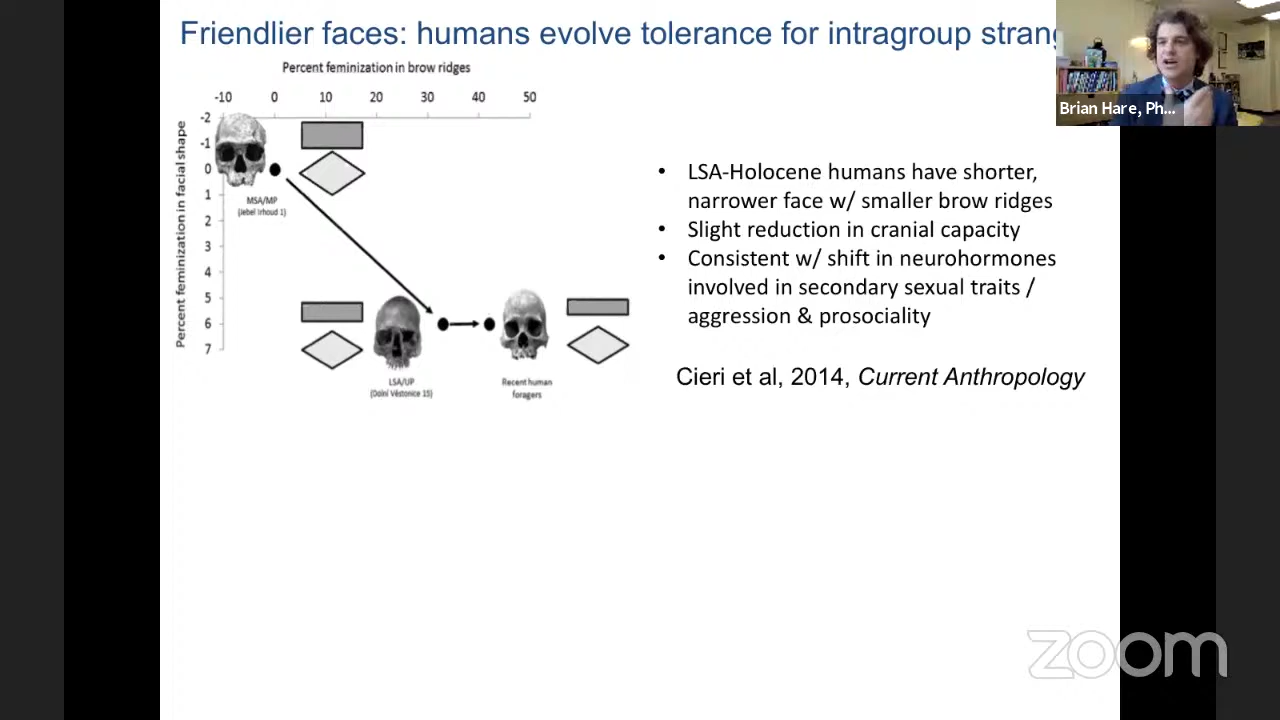 Friendlier faces: humans evolve tolerance for intragroup strang
Brian Hare, Ph...
Percent feminization in brow ridges
-10 0 10 20 30 40 50
Percent feminization in facial shape
-2
-1
0
1
2
3
4
5
6
7
MSA/MP
(Jebel Irhoud 1)
LSA/UP
(Dolní Věstonice 15)
Recent human
foragers
• LSA-Holocene humans have shorter,
narrower face w/ smaller brow ridges
• Slight reduction in cranial capacity
• Consistent w/ shift in neurohormones
involved in secondary sexual traits /
aggression & prosociality
Cieri et al, 2014, Current Anthropology
zoom